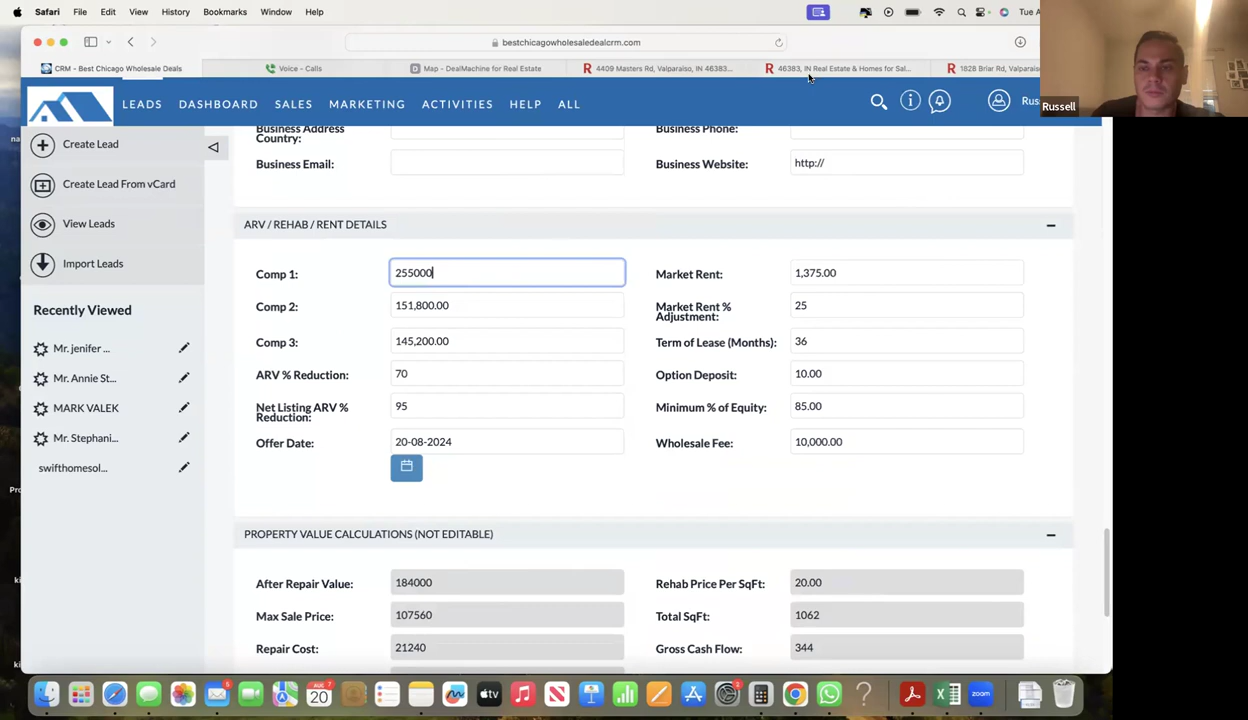 Safari File Edit View History Bookmarks Window Help
Tue A
bestchicagowholesaledealcrm.com
CRM - Best Chicago Wholesale Deals
Voice - Calls
Map - DealMachine for Real Estate
4409 Masters Rd, Valparaiso, IN 46383...
46383, IN Real Estate & Homes for Sal...
1828 Briar Rd, Valparais
Russell
LEADS DASHBOARD SALES MARKETING ACTIVITIES HELP ALL
Create Lead
Create Lead From vCard
View Leads
Import Leads
Recently Viewed
Mr. jenifer ...
Mr. Annie St...
MARK VALEK
Mr. Stephani...
swifthomesol...
Business Address Country:
Business Phone:
Business Email:
Business Website: http://
ARV / REHAB / RENT DETAILS
Comp 1: 255000
Market Rent: 1,375.00
Comp 2: 151,800.00
Market Rent % Adjustment: 25
Comp 3: 145,200.00
Term of Lease (Months): 36
ARV % Reduction: 70
Option Deposit: 10.00
Net Listing ARV % Reduction: 95
Minimum % of Equity: 85.00
Offer Date: 20-08-2024
Wholesale Fee: 10,000.00
PROPERTY VALUE CALCULATIONS (NOT EDITABLE)
After Repair Value: 184000
Rehab Price Per SqFt: 20.00
Max Sale Price: 107560
Total SqFt: 1062
Repair Cost: 21240
Gross Cash Flow: 344
AUG
20
zoom